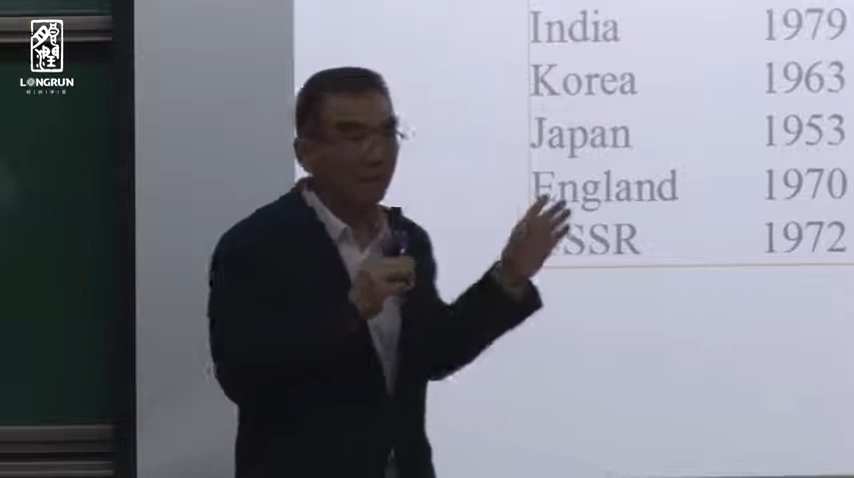 LONGRUN
India 1979
Korea 1963
Japan 1953
England 1970
SSR 1972